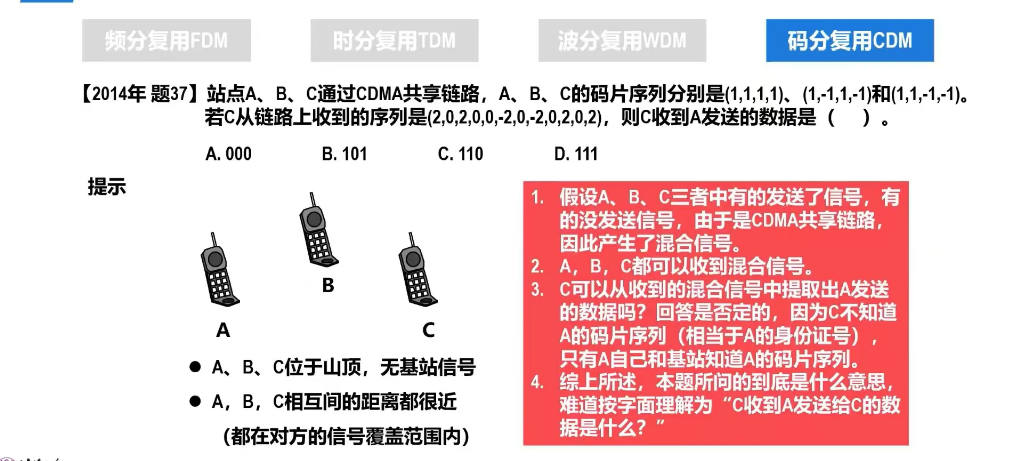 频分复用FDM
时分复用TDM
波分复用WDM
码分复用CDM
【2014年 题37】站点A、B、C通过CDMA共享链路，A、B、C的码片序列分别是(1,1,1,1)、(1,-1,1,-1)和(1,1,-1,-1)。
若C从链路上收到的序列是(2,0,2,0,0,-2,0,-2,0,2,0,2)，则C收到A发送的数据是（ ）。
A. 000
B. 101
C. 110
D. 111
提示
A
B
C
● A、B、C位于山顶，无基站信号
● A，B，C相互间的距离都很近
（都在对方的信号覆盖范围内）
1. 假设A、B、C三者中有的发送了信号，有
的没发送信号，由于是CDMA共享链路，
因此产生了混合信号。
2. A，B，C都可以收到混合信号。
3. C可以从收到的混合信号中提取出A发送
的数据吗？回答是否定的，因为C不知道
A的码片序列（相当于A的身份证号），
只有A自己和基站知道A的码片序列。
4. 综上所述，本题所问的到底是什么意思，
难道按字面理解为“C收到A发送给C的数
据是什么？”